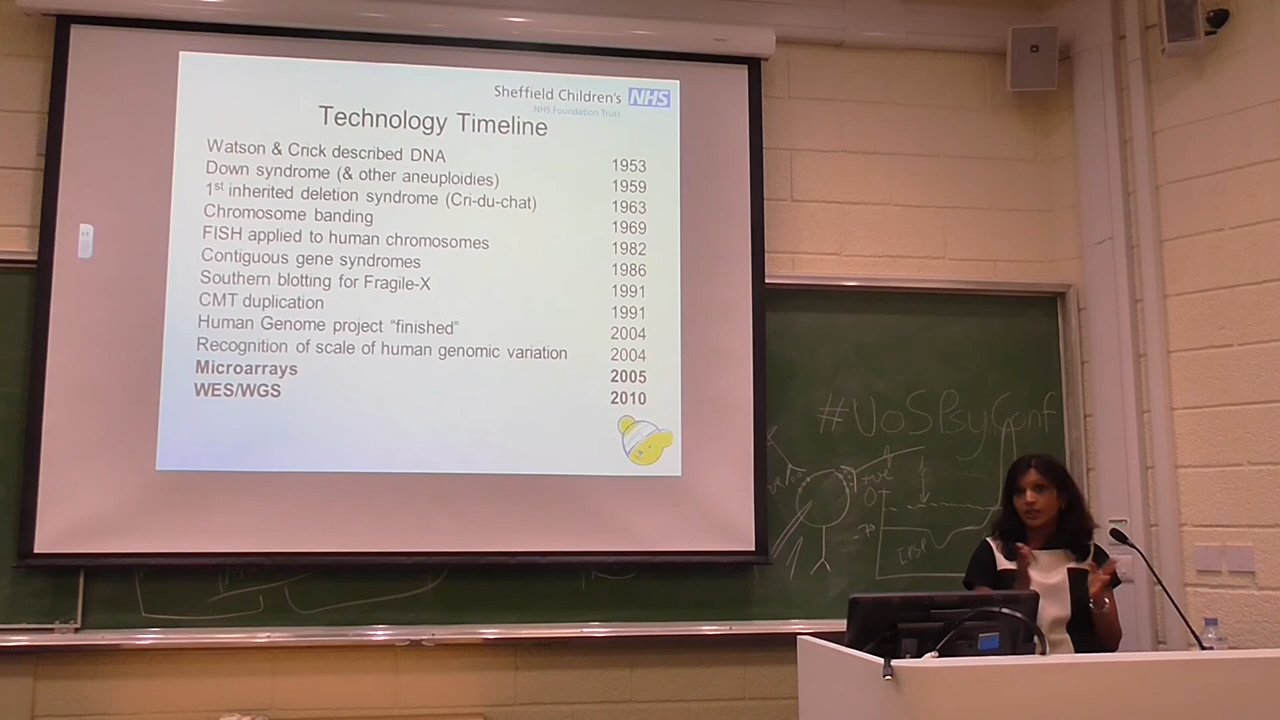 Sheffield Children's NHS
NHS Foundation Trust
Technology Timeline
Watson & Crick described DNA 1953
Down syndrome (& other aneuploidies) 1959
1st inherited deletion syndrome (Cri-du-chat) 1963
Chromosome banding 1969
FISH applied to human chromosomes 1982
Contiguous gene syndromes 1986
Southern blotting for Fragile-X 1991
CMT duplication 1991
Human Genome project “finished” 2004
Recognition of scale of human genomic variation 2004
Microarrays 2005
WES/WGS 2010
#UoSPsyConf
+ve
0
IPSP